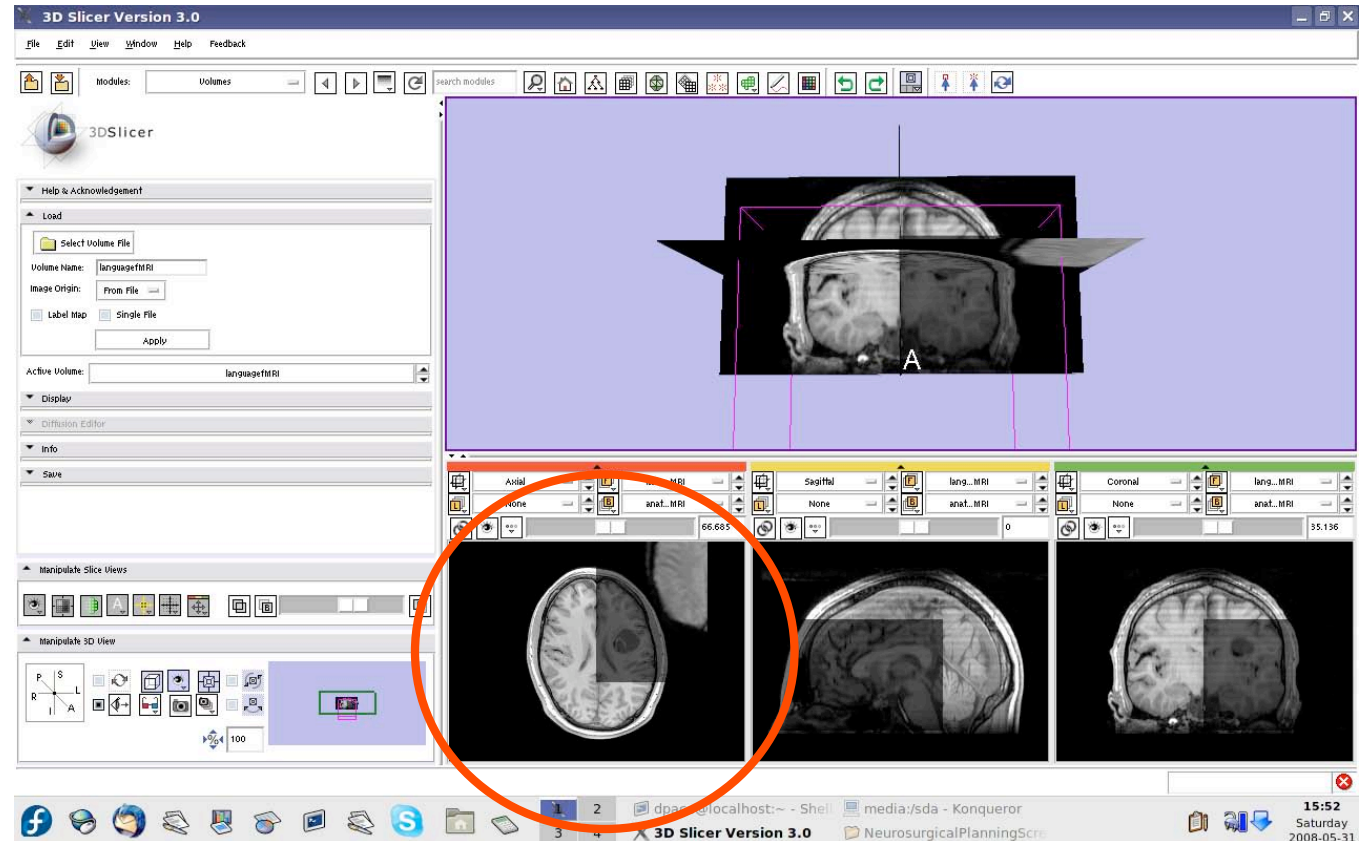 3D Slicer Version 3.0
File Edit View Window Help Feedback
Modules: Volumes search modules
3DSlicer
Help & Acknowledgement
Load
Select Volume File
Volume Name: languagefMRI
Image Origin: From File
Label Map Single File
Apply
Active Volume: languagefMRI
Display
Diffusion Editor
Info
Save
A
Axial F MRI Sagittal F lang...MRI Coronal F lang...MRI
L None B anat...MRI L None B anat...MRI L None B anat...MRI
66.685 0 35.136
Manipulate Slice Views
A B
Manipulate 3D View
P S
R L
I A
% 100
1 2 media:/sda - Konqueror
3 4 3D Slicer Version 3.0 NeurosurgicalPlanningScre
15:52
Saturday
2008-05-31